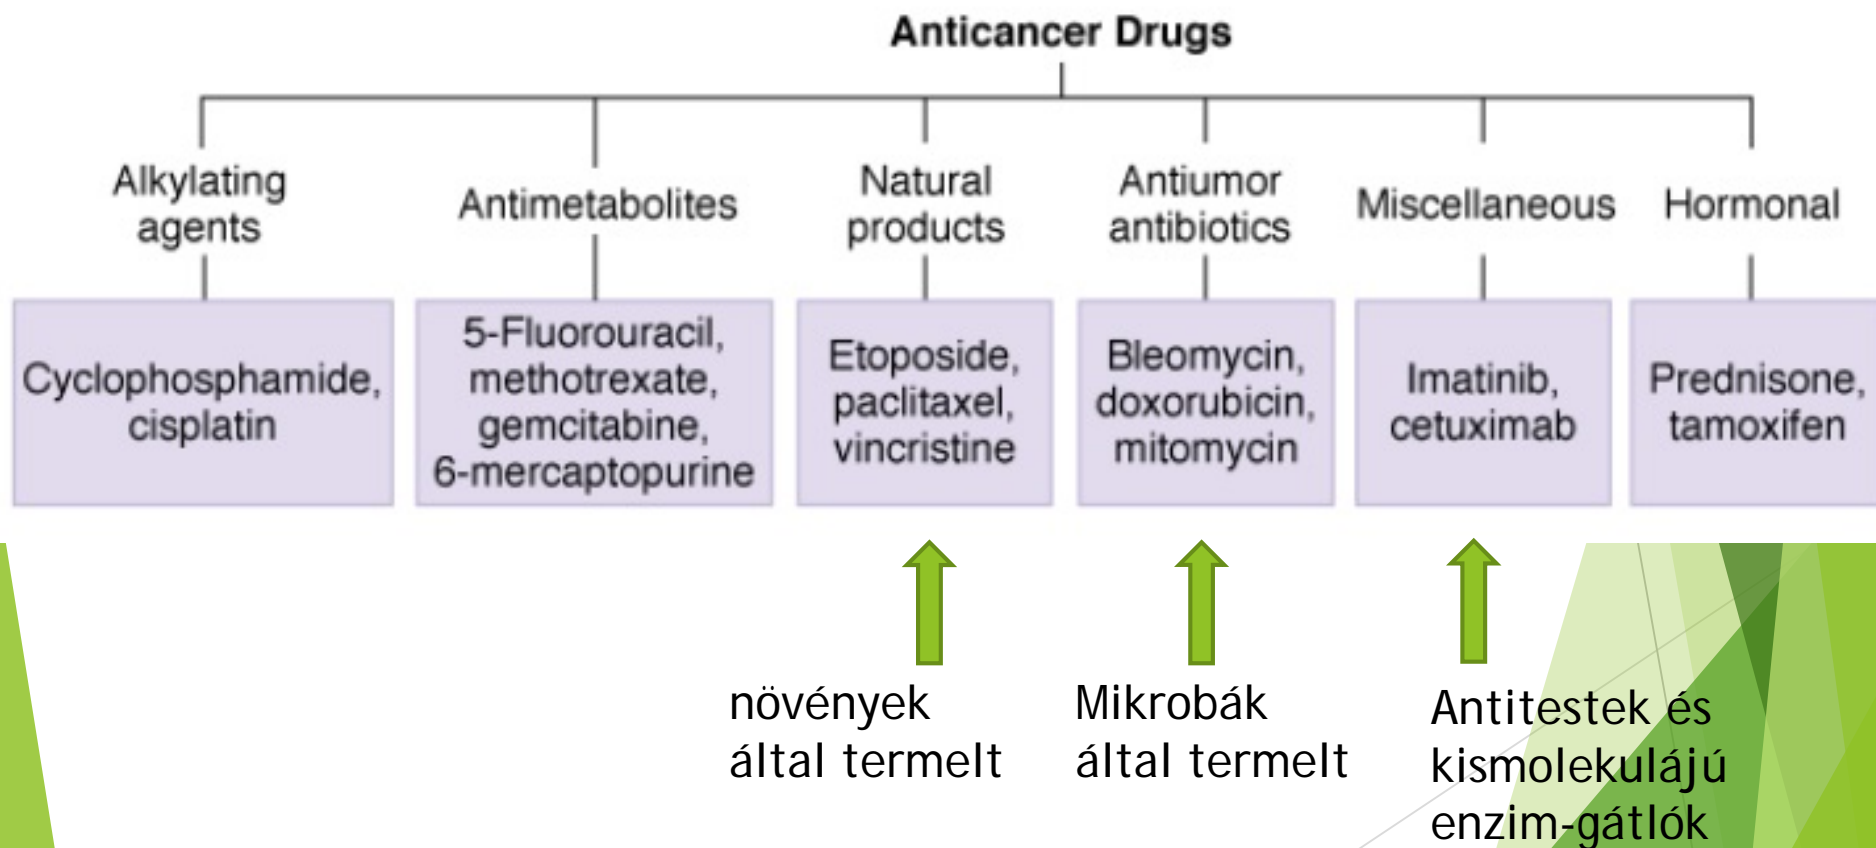 Anticancer Drugs
Alkylating
agents
Antimetabolites
Natural
products
Antiumor
antibiotics
Miscellaneous
Hormonal
Cyclophosphamide,
cisplatin
5-Fluorouracil,
methotrexate,
gemcitabine,
6-mercaptopurine
Etoposide,
paclitaxel,
vincristine
Bleomycin,
doxorubicin,
mitomycin
Imatinib,
cetuximab
Prednisone,
tamoxifen
növények
által termelt
Mikrobák
által termelt
Antitestek és
kismolekulájú
enzim-gátlók